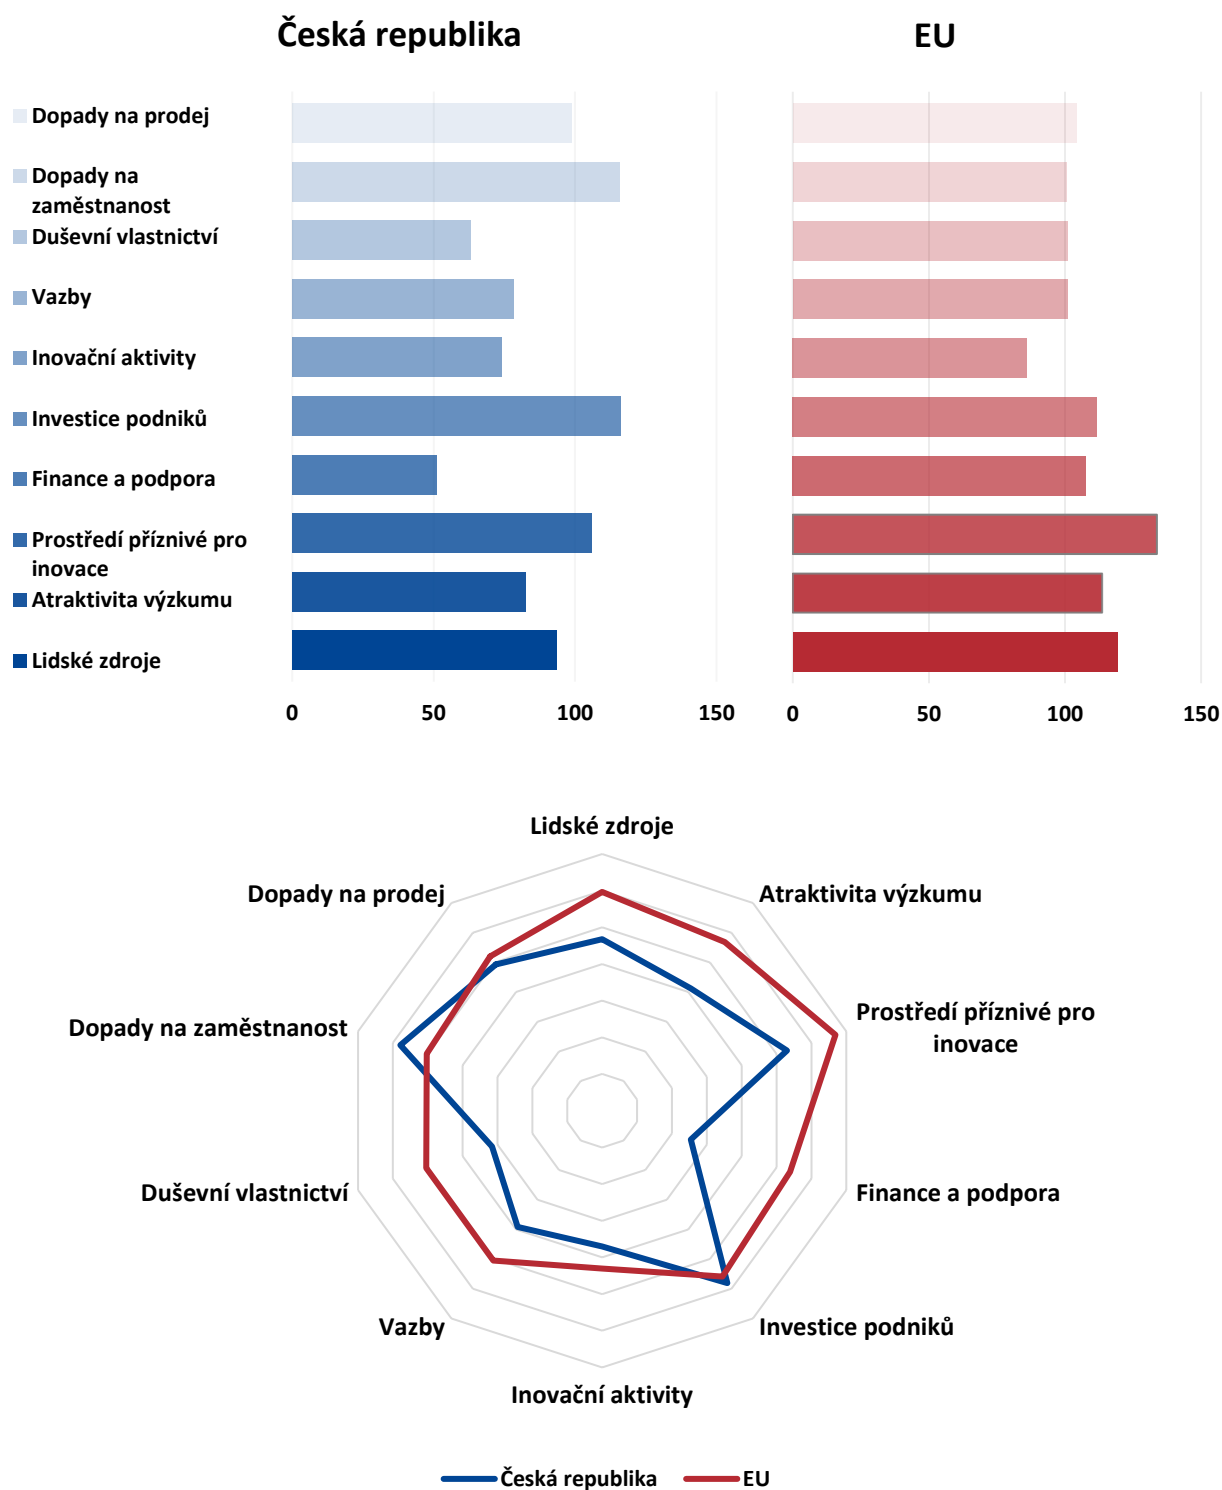 Česká republika
EU
Dopady na prodej
Dopady na
zaměstnanost
Duševní vlastnictví
Vazby
Inovační aktivity
Investice podniků
Finance a podpora
Prostředí příznivé pro
inovace
Atraktivita výzkumu
Lidské zdroje
0 50 100 150
0 50 100 150
Lidské zdroje
Dopady na prodej
Atraktivita výzkumu
Dopady na zaměstnanost
Prostředí příznivé pro
inovace
Duševní vlastnictví
Finance a podpora
Vazby
Investice podniků
Inovační aktivity
Česká republika
EU